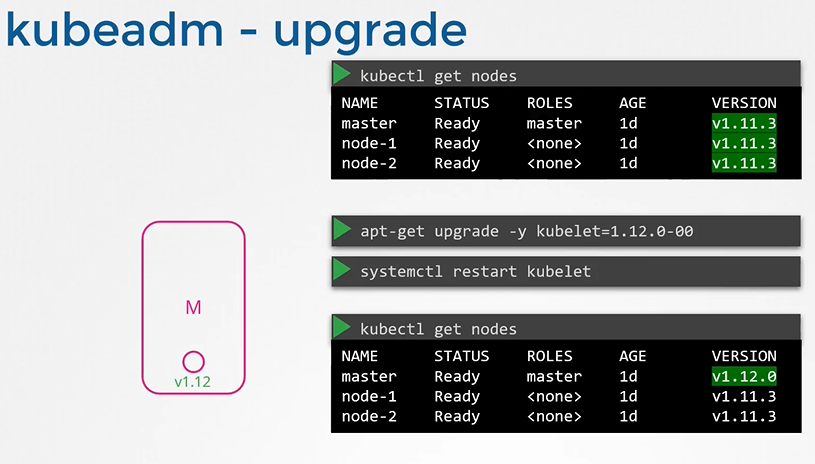 kubeadm - upgrade
kubectl get nodes
NAME STATUS ROLES AGE VERSION
master Ready master 1d v1.11.3
node-1 Ready <none> 1d v1.11.3
node-2 Ready <none> 1d v1.11.3
apt-get upgrade -y kubelet=1.12.0-00
systemctl restart kubelet
M
v1.12
kubectl get nodes
NAME STATUS ROLES AGE VERSION
master Ready master 1d v1.12.0
node-1 Ready <none> 1d v1.11.3
node-2 Ready <none> 1d v1.11.3